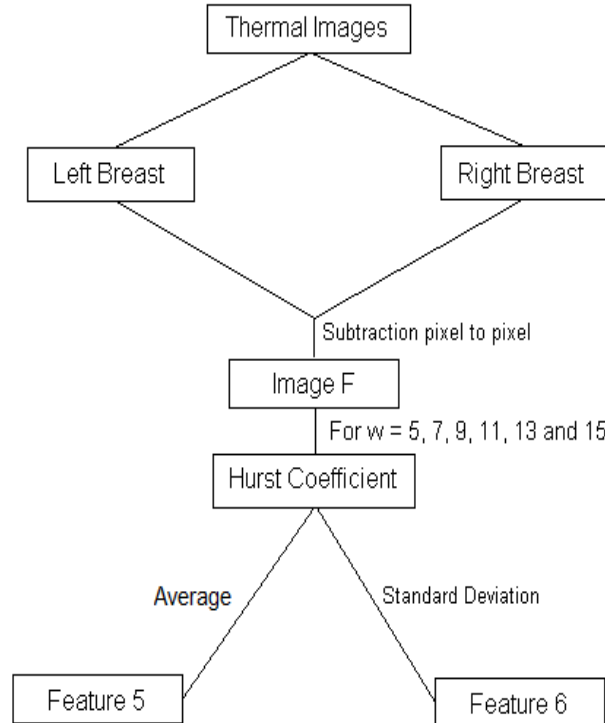 Thermal Images
Left Breast
Right Breast
Subtraction pixel to pixel
Image F
For w = 5, 7, 9, 11, 13 and 15
Hurst Coefficient
Average
Standard Deviation
Feature 5
Feature 6